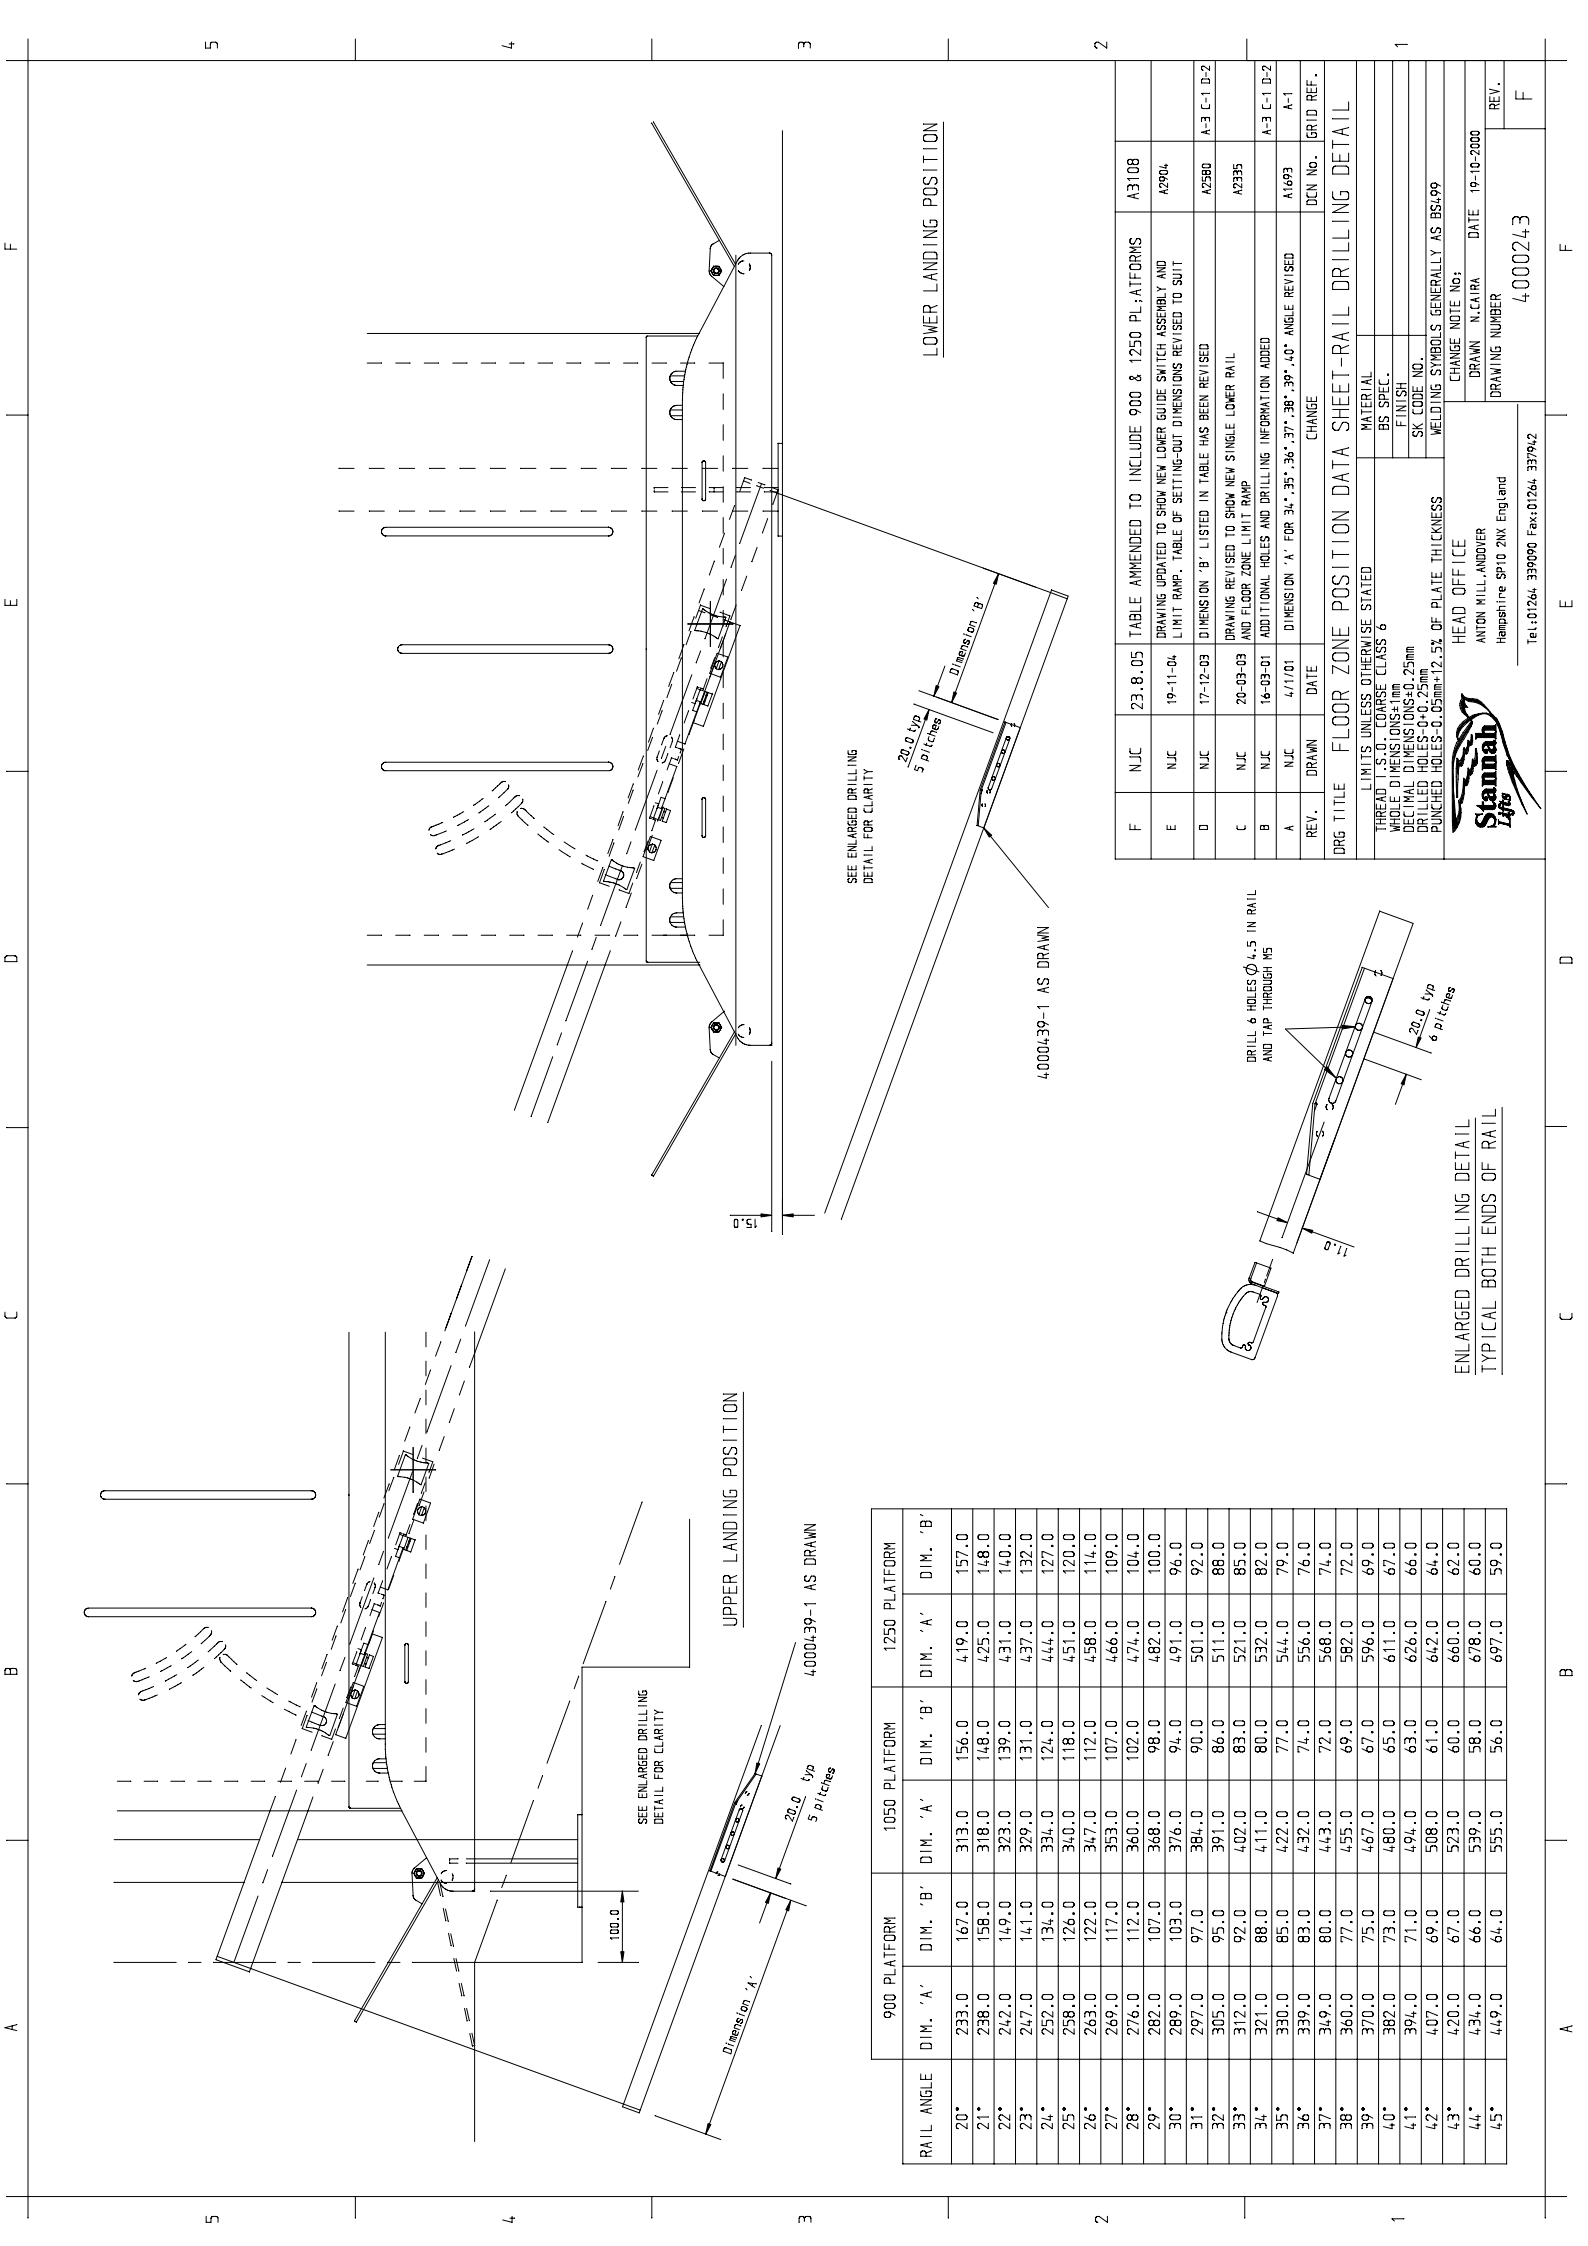 A
B
C
D
E
F
5
4
3
2
1
UPPER LANDING POSITION
100.0
SEE ENLARGED DRILLING
DETAIL FOR CLARITY
4000439-1 AS DRAWN
Dimension 'A'
20.0 typ
5 pitches
LOWER LANDING POSITION
15.0
SEE ENLARGED DRILLING
DETAIL FOR CLARITY
20.0 typ
5 pitches
Dimension 'B'
4000439-1 AS DRAWN
DRILL 6 HOLES Ø4.5 IN RAIL
AND TAP THROUGH M5
20.0 typ
6 pitches
11.0
ENLARGED DRILLING DETAIL
TYPICAL BOTH ENDS OF RAIL
900 PLATFORM 1050 PLATFORM 1250 PLATFORM
RAIL ANGLE DIM. 'A' DIM. 'B' DIM. 'A' DIM. 'B' DIM. 'A' DIM. 'B'
20° 233.0 167.0 313.0 156.0 419.0 157.0
21° 238.0 158.0 318.0 148.0 425.0 148.0
22° 242.0 149.0 323.0 139.0 431.0 140.0
23° 247.0 141.0 329.0 131.0 437.0 132.0
24° 252.0 134.0 334.0 124.0 444.0 127.0
25° 258.0 126.0 340.0 118.0 451.0 120.0
26° 263.0 122.0 347.0 112.0 458.0 114.0
27° 269.0 117.0 353.0 107.0 466.0 109.0
28° 276.0 112.0 360.0 102.0 474.0 104.0
29° 282.0 107.0 368.0 98.0 482.0 100.0
30° 289.0 103.0 376.0 94.0 491.0 96.0
31° 297.0 97.0 384.0 90.0 501.0 92.0
32° 305.0 95.0 391.0 86.0 511.0 88.0
33° 312.0 92.0 402.0 83.0 521.0 85.0
34° 321.0 88.0 411.0 80.0 532.0 82.0
35° 330.0 85.0 422.0 77.0 544.0 79.0
36° 339.0 83.0 432.0 74.0 556.0 76.0
37° 349.0 80.0 443.0 72.0 568.0 74.0
38° 360.0 77.0 455.0 69.0 582.0 72.0
39° 370.0 75.0 467.0 67.0 596.0 69.0
40° 382.0 73.0 480.0 65.0 611.0 67.0
41° 394.0 71.0 494.0 63.0 626.0 66.0
42° 407.0 69.0 508.0 61.0 642.0 64.0
43° 420.0 67.0 523.0 60.0 660.0 62.0
44° 434.0 66.0 539.0 58.0 678.0 60.0
45° 449.0 64.0 555.0 56.0 697.0 59.0
F NJC 23.8.05 TABLE AMMENDED TO INCLUDE 900 & 1250 PL;ATFORMS A3108
E NJC 19-11-04 DRAWING UPDATED TO SHOW NEW LOWER GUIDE SWITCH ASSEMBLY AND A2904
LIMIT RAMP. TABLE OF SETTING-OUT DIMENSIONS REVISED TO SUIT
D NJC 17-12-03 DIMENSION 'B' LISTED IN TABLE HAS BEEN REVISED A2580 A-3 C-1 D-2
C NJC 20-03-03 DRAWING REVISED TO SHOW NEW SINGLE LOWER RAIL A2335
AND FLOOR ZONE LIMIT RAMP
B NJC 16-03-01 ADDITIONAL HOLES AND DRILLING INFORMATION ADDED A-3 C-1 D-2
A NJC 4/1/01 DIMENSION 'A' FOR 34°,35°,36°,37°,38°,39°,40° ANGLE REVISED A1693 A-1
REV. DRAWN DATE CHANGE DCN No. GRID REF.
DRG TITLE FLOOR ZONE POSITION DATA SHEET-RAIL DRILLING DETAIL
LIMITS UNLESS OTHERWISE STATED
THREAD I.S.O. COARSE CLASS 6
WHOLE DIMENSIONS±1mm
DECIMAL DIMENSIONS±0.25mm
DRILLED HOLES-0+0.25mm
PUNCHED HOLES-0.05mm+12.5% OF PLATE THICKNESS
MATERIAL
BS SPEC.
FINISH
SK CODE NO.
WELDING SYMBOLS GENERALLY AS BS499
Stannah
Lifts
HEAD OFFICE
ANTON MILL,ANDOVER
Hampshire SP10 2NX England
Tel:01264 339090 Fax:01264 337942
CHANGE NOTE No:
DRAWN N.CAIRA DATE 19-10-2000
DRAWING NUMBER REV.
4000243 F
A
B
C
D
E
F
5
4
3
2
1